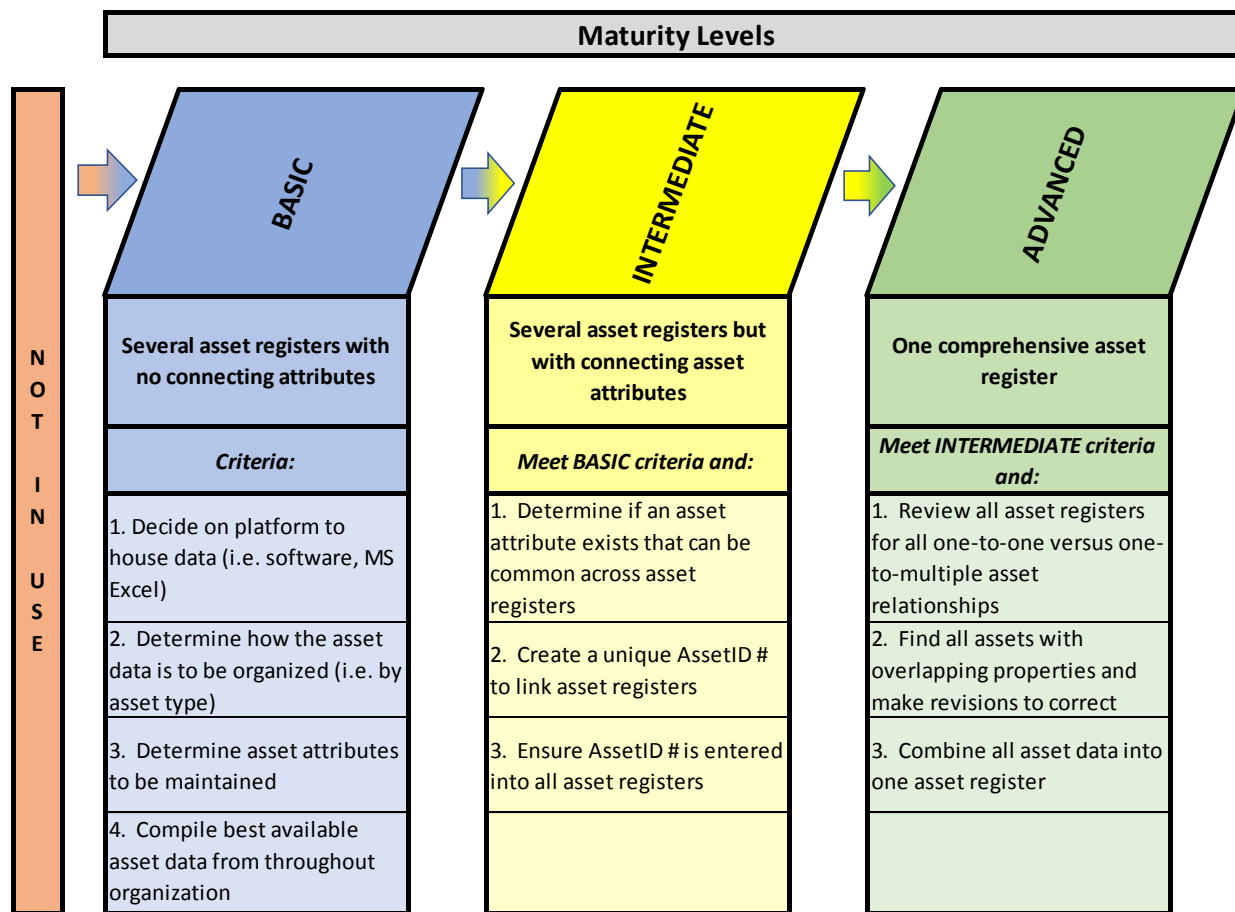 Maturity Levels
NOT IN USE
BASIC
Several asset registers with
no connecting attributes
Criteria:
1. Decide on platform to
house data (i.e. software, MS
Excel)
2.  Determine how the asset
data is to be organized (i.e. by
asset type)
3.  Determine asset attributes
to be maintained
4.  Compile best available
asset data from throughout
organization
INTERMEDIATE
Several asset registers but
with connecting asset
attributes
Meet BASIC criteria and:
1.  Determine if an asset
attribute exists that can be
common across asset
registers
2.  Create a unique AssetID #
to link asset registers
3.  Ensure AssetID # is entered
into all asset registers
ADVANCED
One comprehensive asset
register
Meet INTERMEDIATE criteria
and:
1.  Review all asset registers
for all one-to-one versus one-
to-multiple asset
relationships
2.  Find all assets with
overlapping properties and
make revisions to correct
3.  Combine all asset data into
one asset register